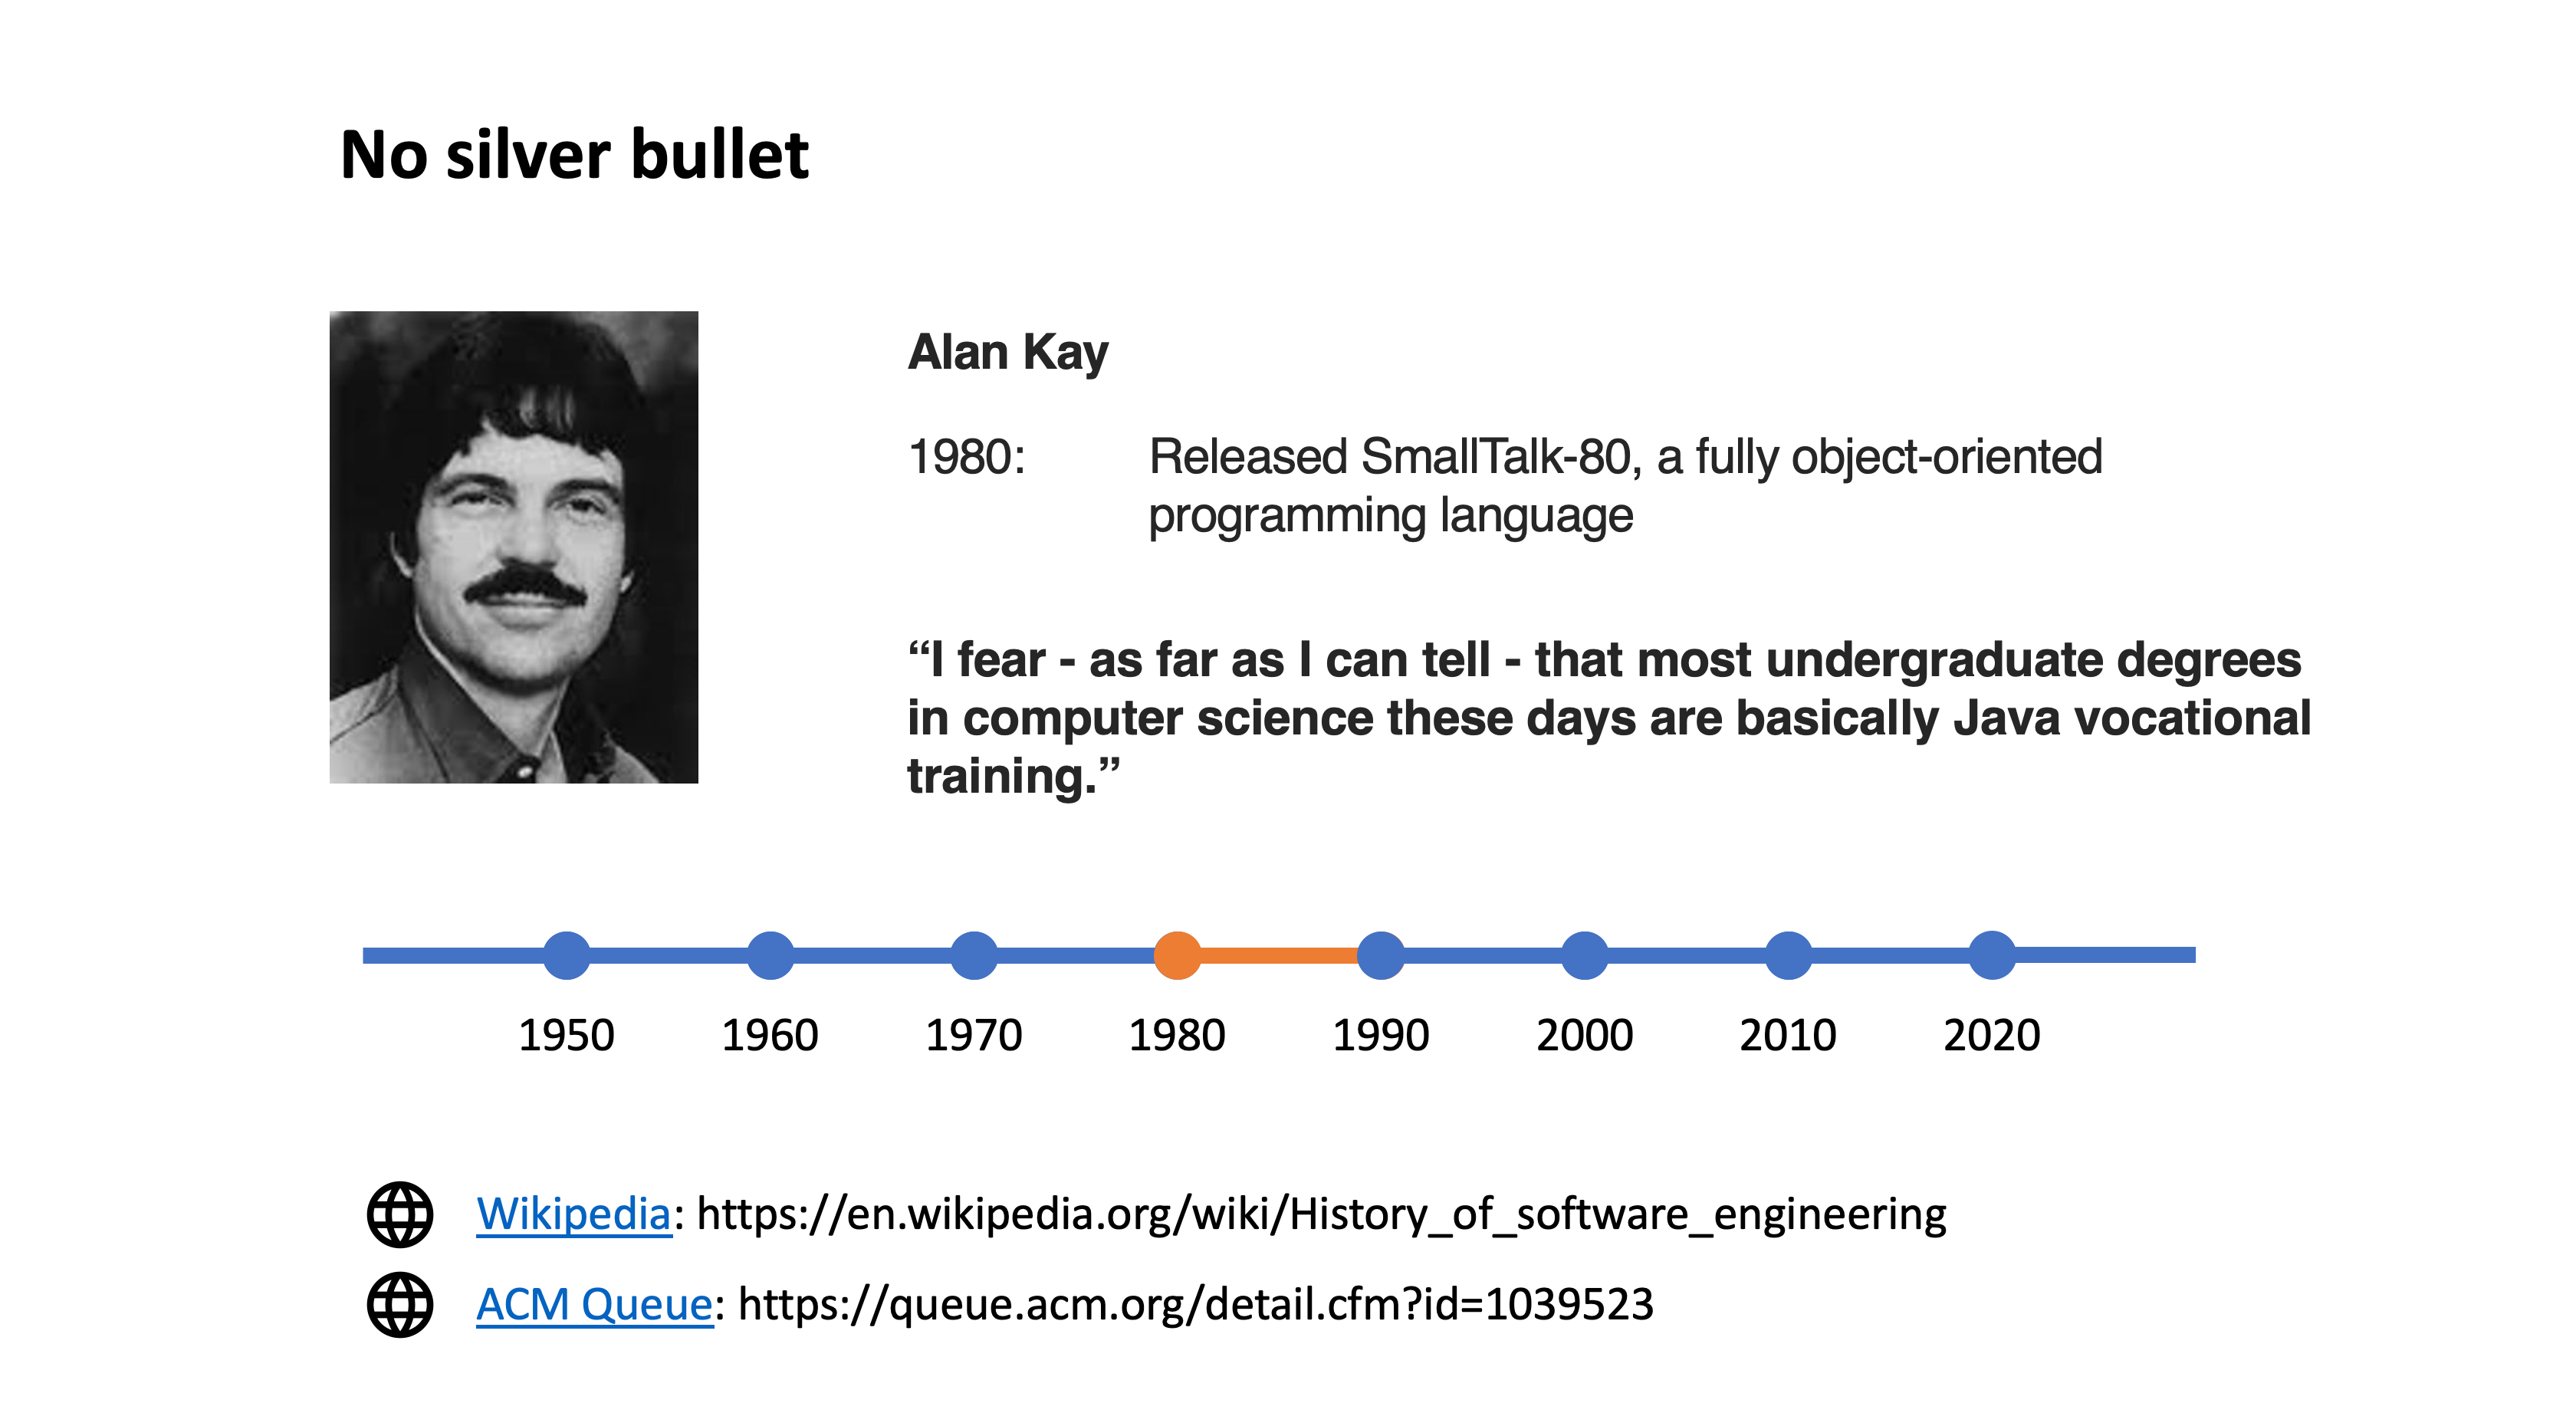 No silver bullet
Alan Kay
1980: Released SmallTalk-80, a fully object-oriented
programming language
“I fear - as far as I can tell - that most undergraduate degrees
in computer science these days are basically Java vocational
training.”
1950 1960 1970 1980 1990 2000 2010 2020
Wikipedia: https://en.wikipedia.org/wiki/History_of_software_engineering
ACM Queue: https://queue.acm.org/detail.cfm?id=1039523